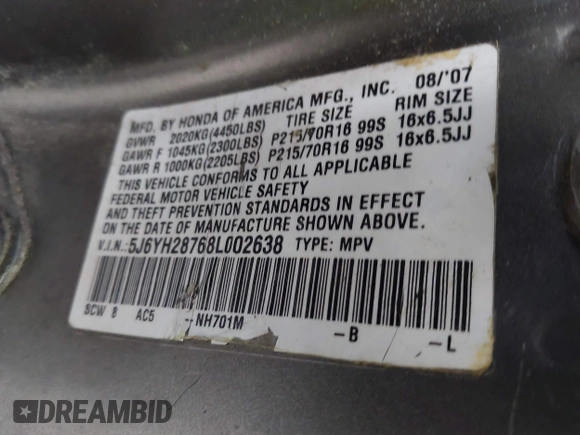 MFD. BY HONDA OF AMERICA MFG., INC. 08/'07
GVWR 2020KG(4450LBS) TIRE SIZE RIM SIZE
GAWR F 1045KG(2300LBS) P215/70R16 99S 16x6.5JJ
GAWR R 1000KG(2205LBS) P215/70R16 99S 16x6.5JJ
THIS VEHICLE CONFORMS TO ALL APPLICABLE
FEDERAL MOTOR VEHICLE SAFETY
AND THEFT PREVENTION STANDARDS IN EFFECT
ON THE DATE OF MANUFACTURE SHOWN ABOVE.
V.I.N.: 5J6YH28768L002638 TYPE: MPV
SCW 8 AC5 --NH701M -B -L
DREAMBID